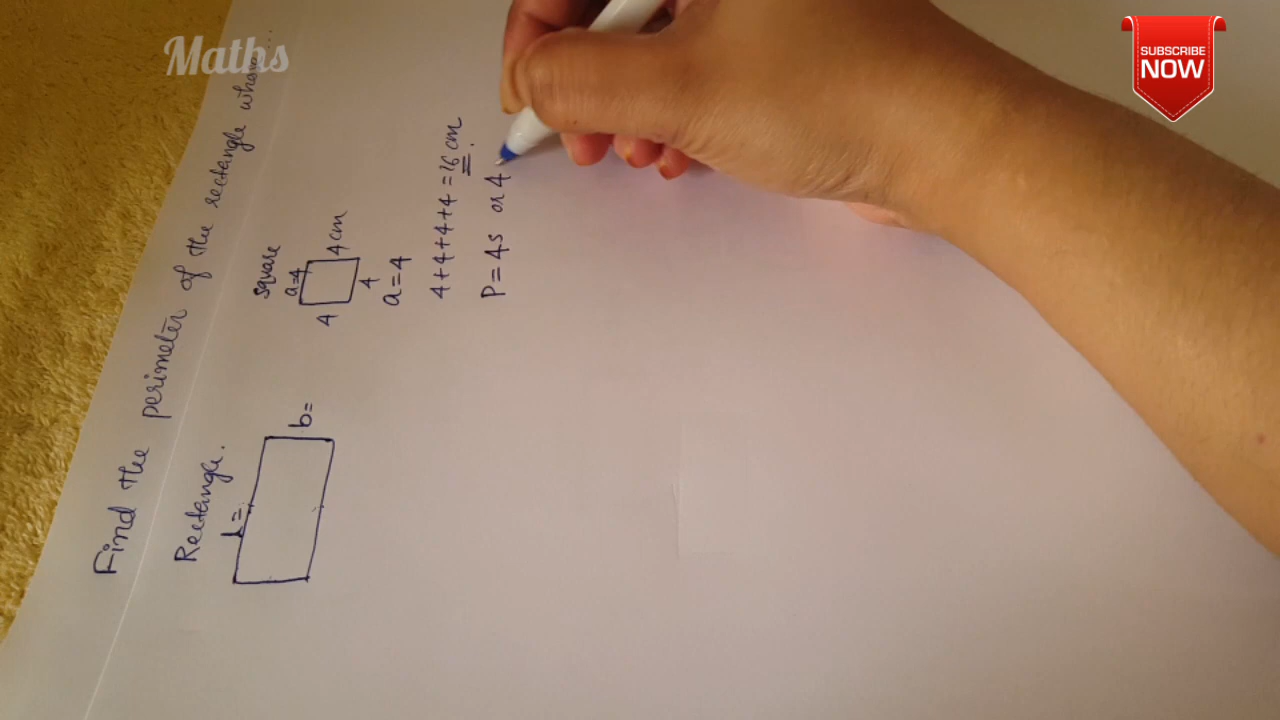 Maths
SUBSCRIBE
NOW
Find the perimeter of the rectangle whose...
Rectangle.
l=
b=
square
a=4
4cm
4
4
a=4
4+4+4+4=16 cm.
P=4s or 4